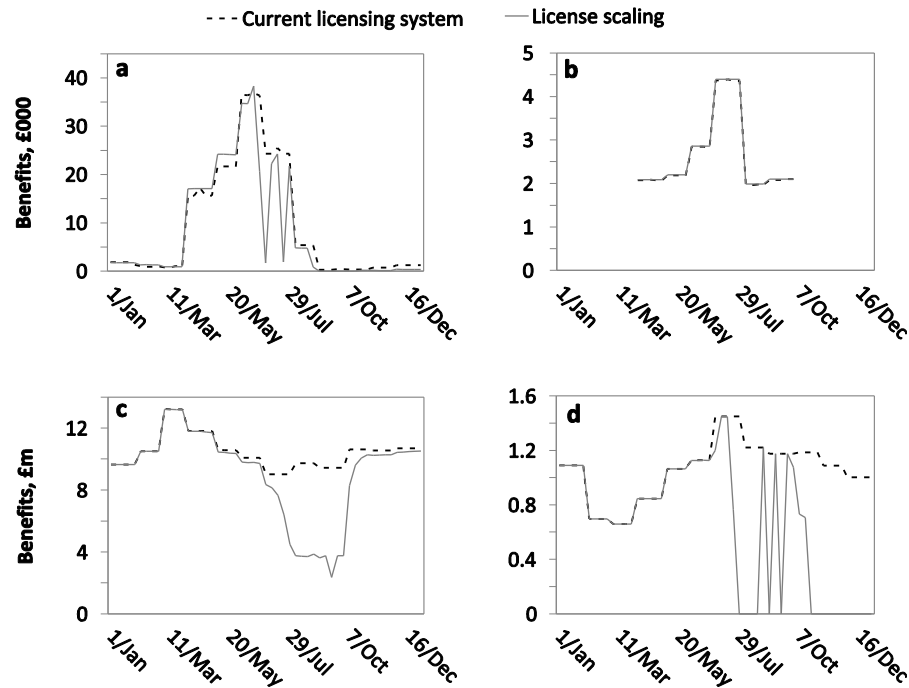 Current licensing system License scaling
a
Benefits, £000
40
30
20
10
0
1/Jan
11/Mar
20/May
29/Jul
7/Oct
16/Dec
b
5
4
3
2
1
0
1/Jan
11/Mar
20/May
29/Jul
7/Oct
16/Dec
c
Benefits, £m
12
8
4
0
1/Jan
11/Mar
20/May
29/Jul
7/Oct
16/Dec
d
1.6
1.2
0.8
0.4
0
1/Jan
11/Mar
20/May
29/Jul
7/Oct
16/Dec